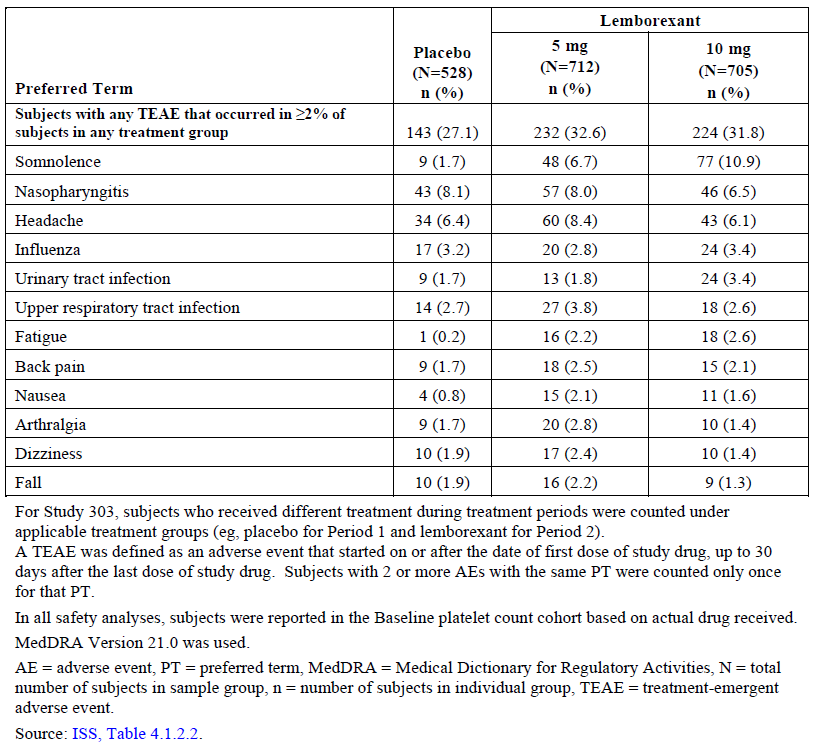 Lemborexant
Preferred Term
Placebo
(N=528)
n (%)
5 mg
(N=712)
n (%)
10 mg
(N=705)
n (%)
Subjects with any TEAE that occurred in ≥2% of
subjects in any treatment group 143 (27.1) 232 (32.6) 224 (31.8)
Somnolence 9 (1.7) 48 (6.7) 77 (10.9)
Nasopharyngitis 43 (8.1) 57 (8.0) 46 (6.5)
Headache 34 (6.4) 60 (8.4) 43 (6.1)
Influenza 17 (3.2) 20 (2.8) 24 (3.4)
Urinary tract infection 9 (1.7) 13 (1.8) 24 (3.4)
Upper respiratory tract infection 14 (2.7) 27 (3.8) 18 (2.6)
Fatigue 1 (0.2) 16 (2.2) 18 (2.6)
Back pain 9 (1.7) 18 (2.5) 15 (2.1)
Nausea 4 (0.8) 15 (2.1) 11 (1.6)
Arthralgia 9 (1.7) 20 (2.8) 10 (1.4)
Dizziness 10 (1.9) 17 (2.4) 10 (1.4)
Fall 10 (1.9) 16 (2.2) 9 (1.3)
For Study 303, subjects who received different treatment during treatment periods were counted under
applicable treatment groups (eg, placebo for Period 1 and lemborexant for Period 2).
A TEAE was defined as an adverse event that started on or after the date of first dose of study drug, up to 30
days after the last dose of study drug. Subjects with 2 or more AEs with the same PT were counted only once
for that PT.
In all safety analyses, subjects were reported in the Baseline platelet count cohort based on actual drug received.
MedDRA Version 21.0 was used.
AE = adverse event, PT = preferred term, MedDRA = Medical Dictionary for Regulatory Activities, N = total
number of subjects in sample group, n = number of subjects in individual group, TEAE = treatment-emergent
adverse event.
Source: ISS, Table 4.1.2.2.